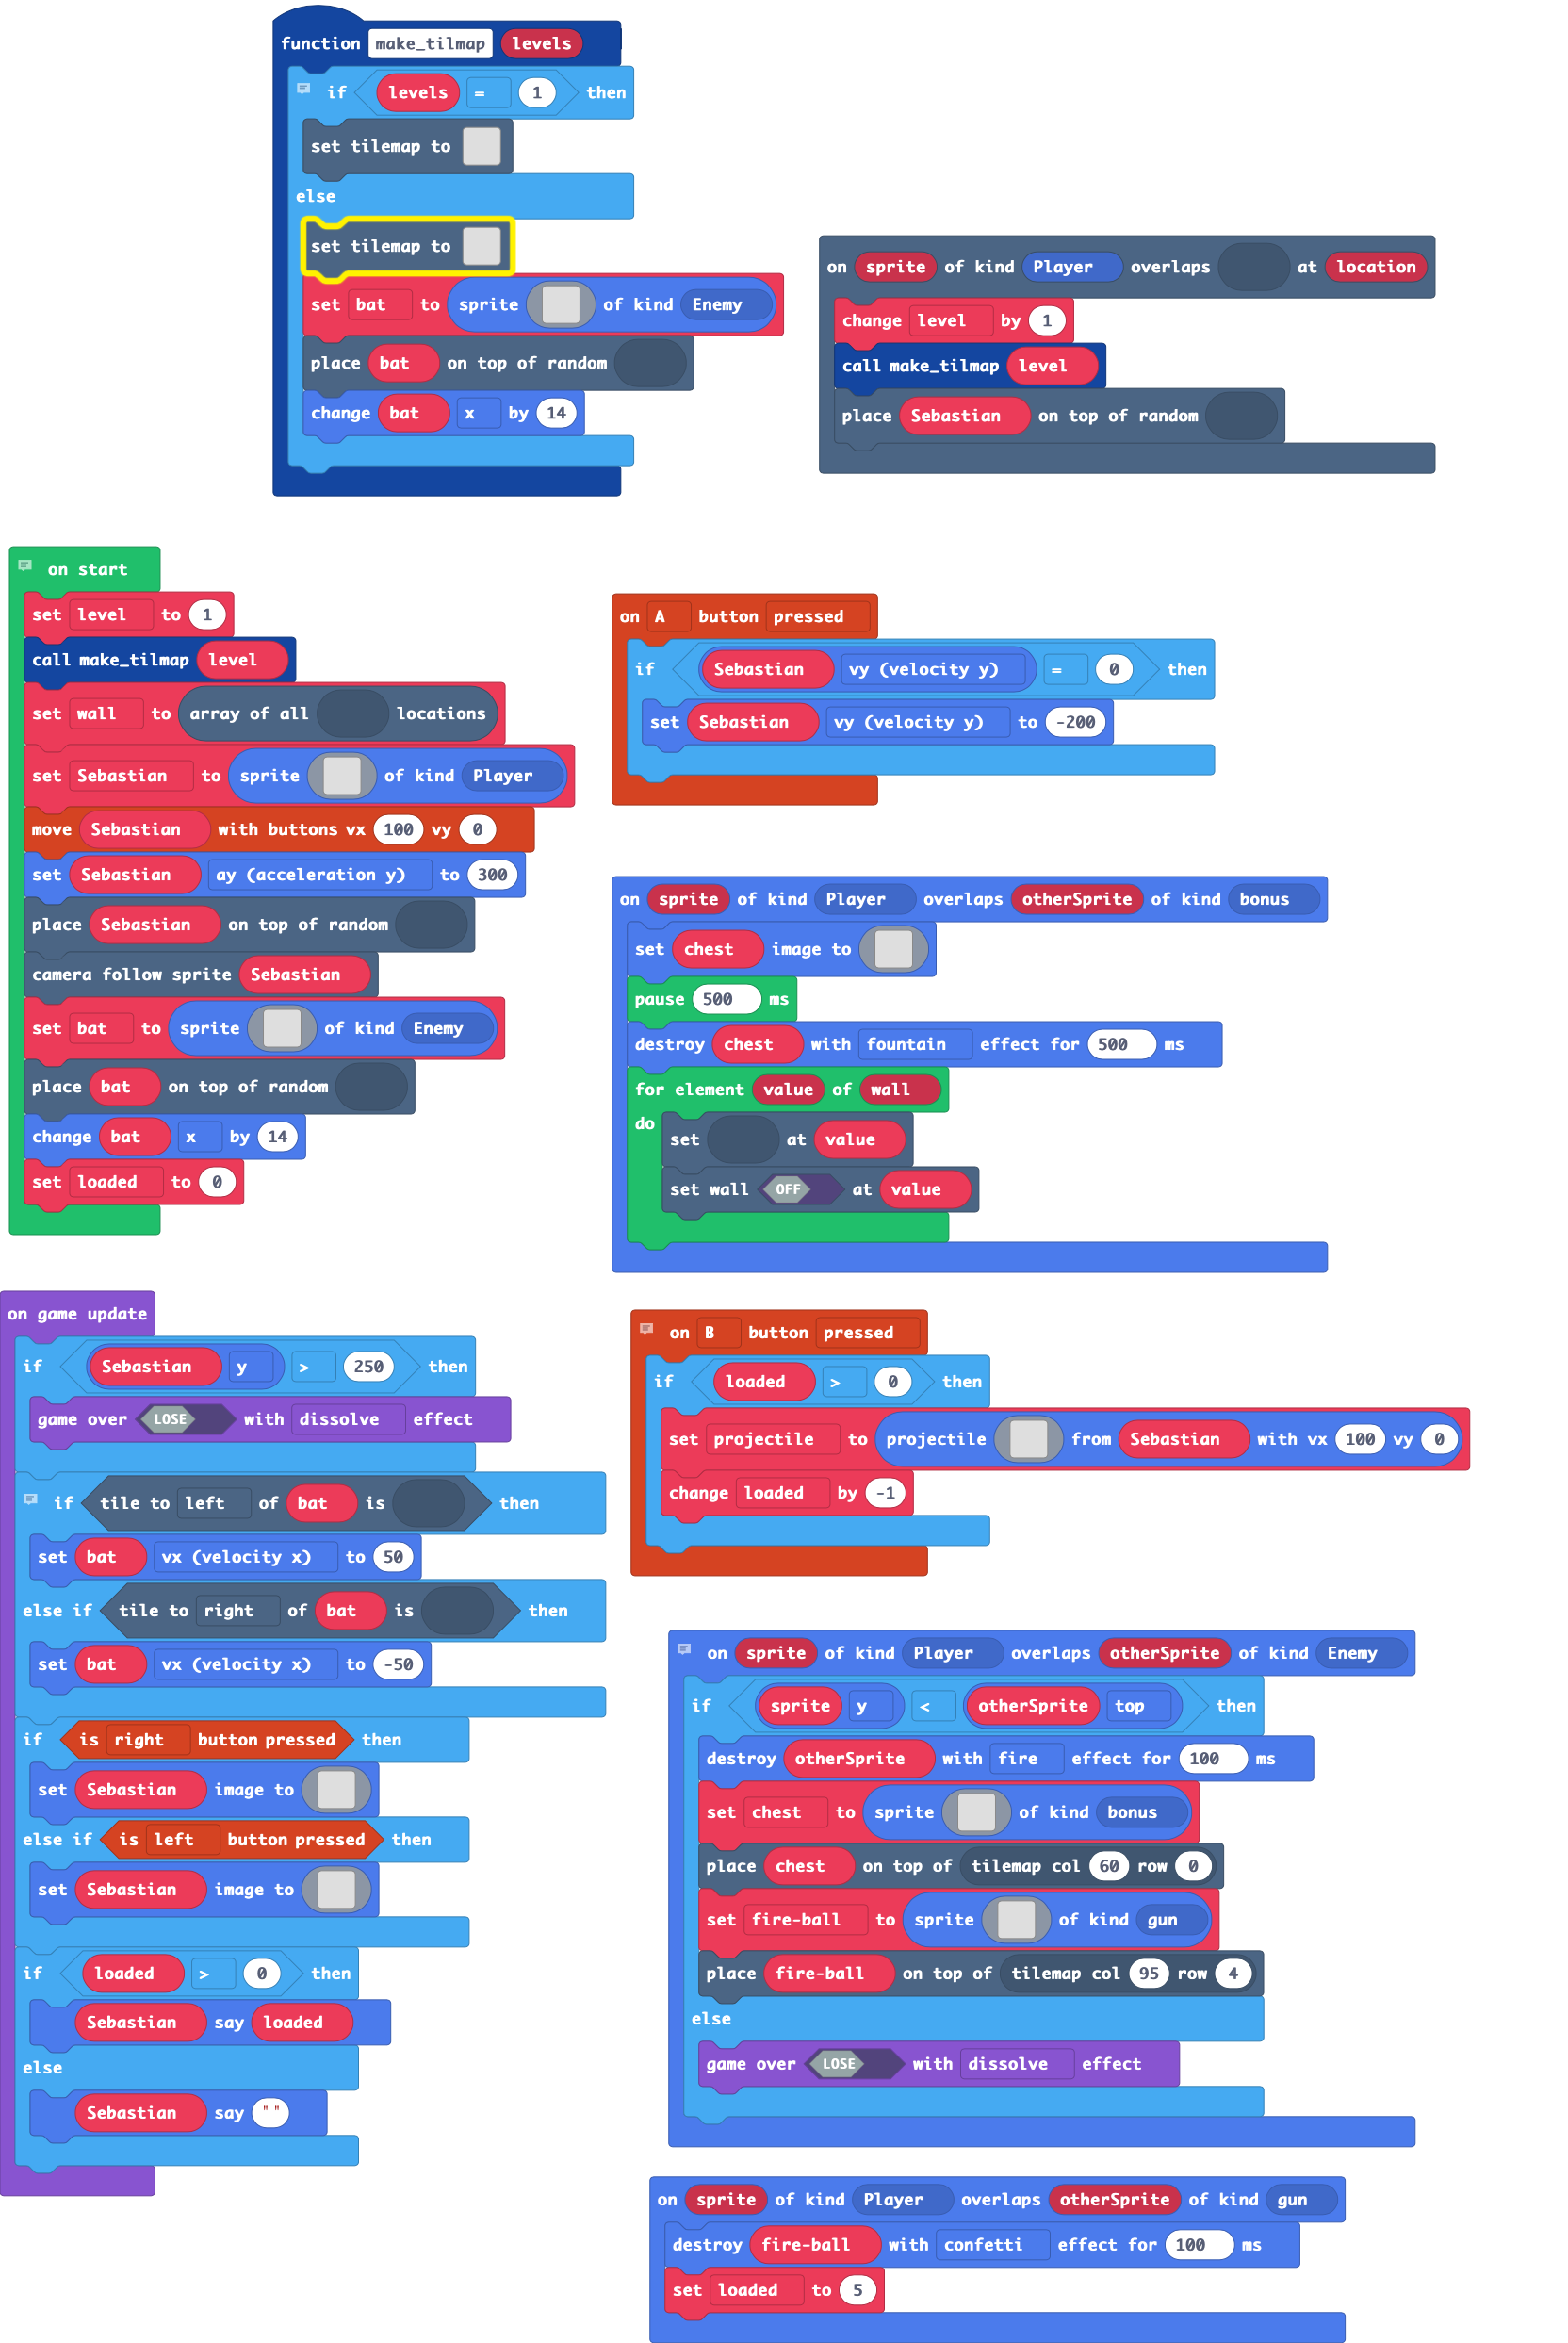 function make_tilmap levels
if levels = 1 then
set tilemap to
else
set tilemap to
set bat to sprite of kind Enemy
place bat on top of random
change bat x by 14
on sprite of kind Player overlaps at location
change level by 1
call make_tilmap level
place Sebastian on top of random
on start
set level to 1
call make_tilmap level
set wall to array of all locations
set Sebastian to sprite of kind Player
move Sebastian with buttons vx 100 vy 0
set Sebastian ay (acceleration y) to 300
place Sebastian on top of random
camera follow sprite Sebastian
set bat to sprite of kind Enemy
place bat on top of random
change bat x by 14
set loaded to 0
on A button pressed
if Sebastian vy (velocity y) = 0 then
set Sebastian vy (velocity y) to -200
on sprite of kind Player overlaps otherSprite of kind bonus
set chest image to
pause 500 ms
destroy chest with fountain effect for 500 ms
for element value of wall
do
set at value
set wall OFF at value
on game update
if Sebastian y > 250 then
game over LOSE with dissolve effect
if tile to left of bat is then
set bat vx (velocity x) to 50
else if tile to right of bat is then
set bat vx (velocity x) to -50
if is right button pressed then
set Sebastian image to
else if is left button pressed then
set Sebastian image to
if loaded > 0 then
Sebastian say loaded
else
Sebastian say " "
on B button pressed
if loaded > 0 then
set projectile to projectile from Sebastian with vx 100 vy 0
change loaded by -1
on sprite of kind Player overlaps otherSprite of kind Enemy
if sprite y < otherSprite top then
destroy otherSprite with fire effect for 100 ms
set chest to sprite of kind bonus
place chest on top of tilemap col 60 row 0
set fire-ball to sprite of kind gun
place fire-ball on top of tilemap col 95 row 4
else
game over LOSE with dissolve effect
on sprite of kind Player overlaps otherSprite of kind gun
destroy fire-ball with confetti effect for 100 ms
set loaded to 5